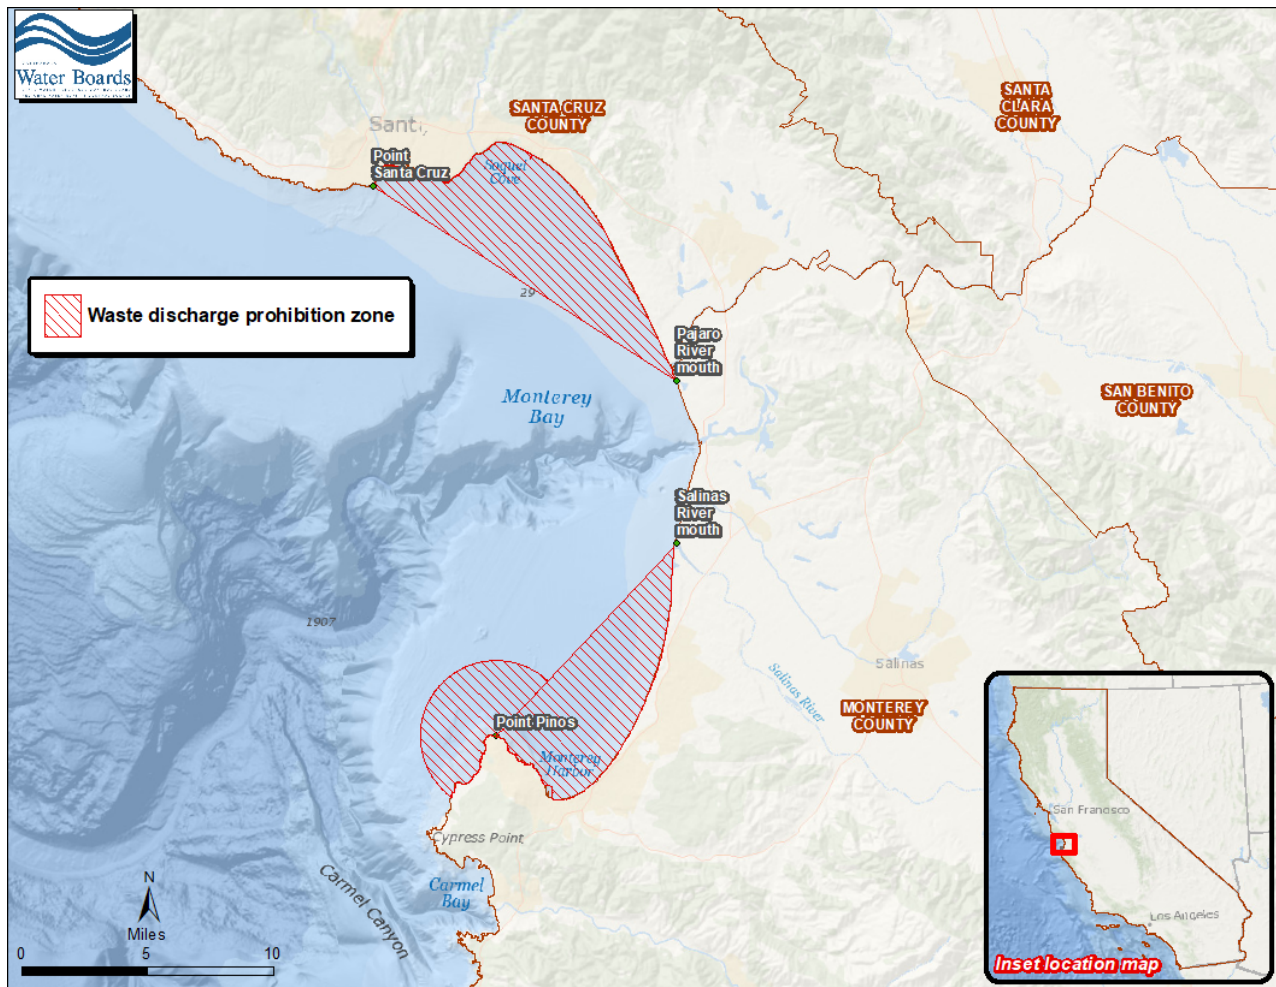 Water Boards
SANTA CRUZ
COUNTY
SANTA
CLARA
COUNTY
Point
Santa Cruz
Soquel
Cove
Waste discharge prohibition zone
29
Pajaro
River
mouth
Monterey
Bay
SAN BENITO
COUNTY
Salinas
River
mouth
1907
Salinas
Salinas River
MONTEREY
COUNTY
Point Pinos
Monterey
Harbor
Cypress Point
Carmel
Bay
Carmel Canyon
N
Miles
0 5 10
San Francisco
Los Angeles
Inset location map